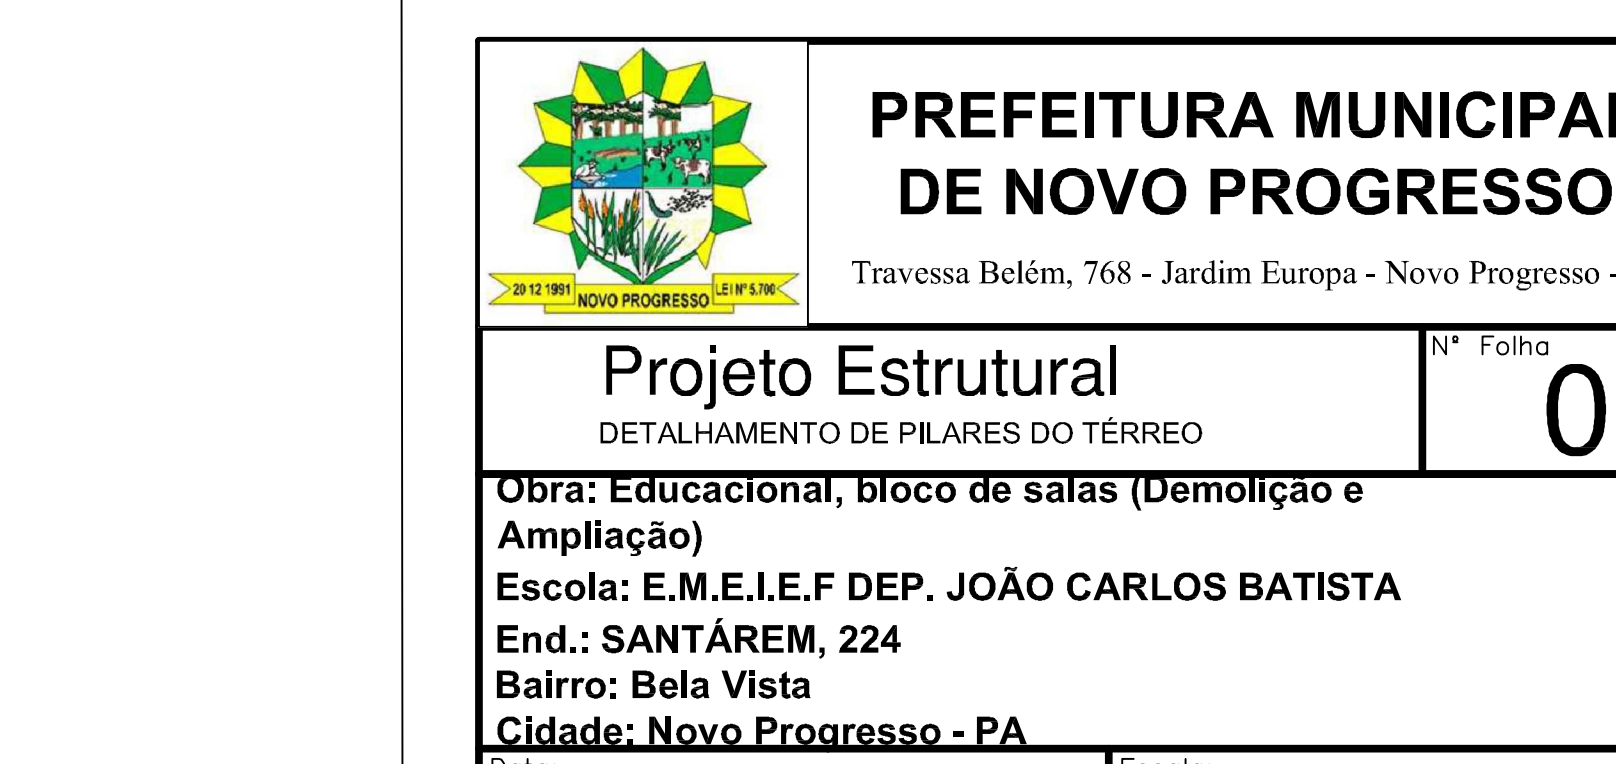 PREFEITURA MUNICIPAL
DE NOVO PROGRESSO
Travessa Belém, 768 - Jardim Europa - Novo Progresso -
20 12 1991
NOVO PROGRESSO
LEI Nº 5.700
Projeto Estrutural
DETALHAMENTO DE PILARES DO TÉRREO
Nª Folha
0
Obra: Educacional, bloco de salas (Demolição e
Ampliação)
Escola: E.M.E.I.E.F DEP. JOÃO CARLOS BATISTA
End.: SANTÁREM, 224
Bairro: Bela Vista
Cidade: Novo Progresso - PA